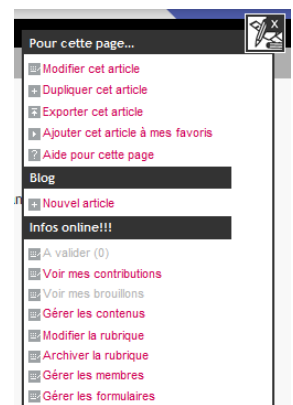 x
Pour cette page...
Modifier cet article
Dupliquer cet article
Exporter cet article
Ajouter cet article à mes favoris
Aide pour cette page
Blog
Nouvel article
Infos online!!!
A valider (0)
Voir mes contributions
Voir mes brouillons
Gérer les contenus
Modifier la rubrique
Archiver la rubrique
Gérer les membres
Gérer les formulaires